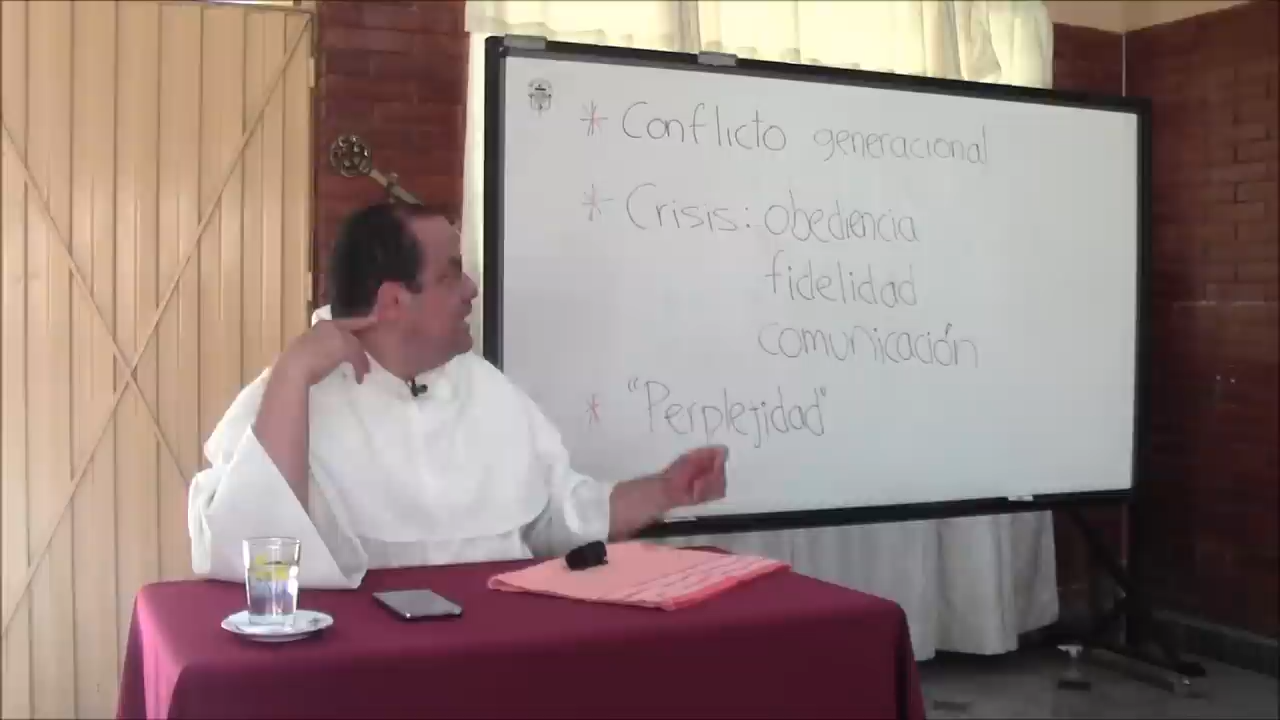 * Conflicto generacional
* Crisis: obediencia
fidelidad
comunicación
* "Perplejidad"